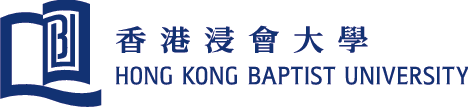 香港浸會大學
HONG KONG BAPTIST UNIVERSITY